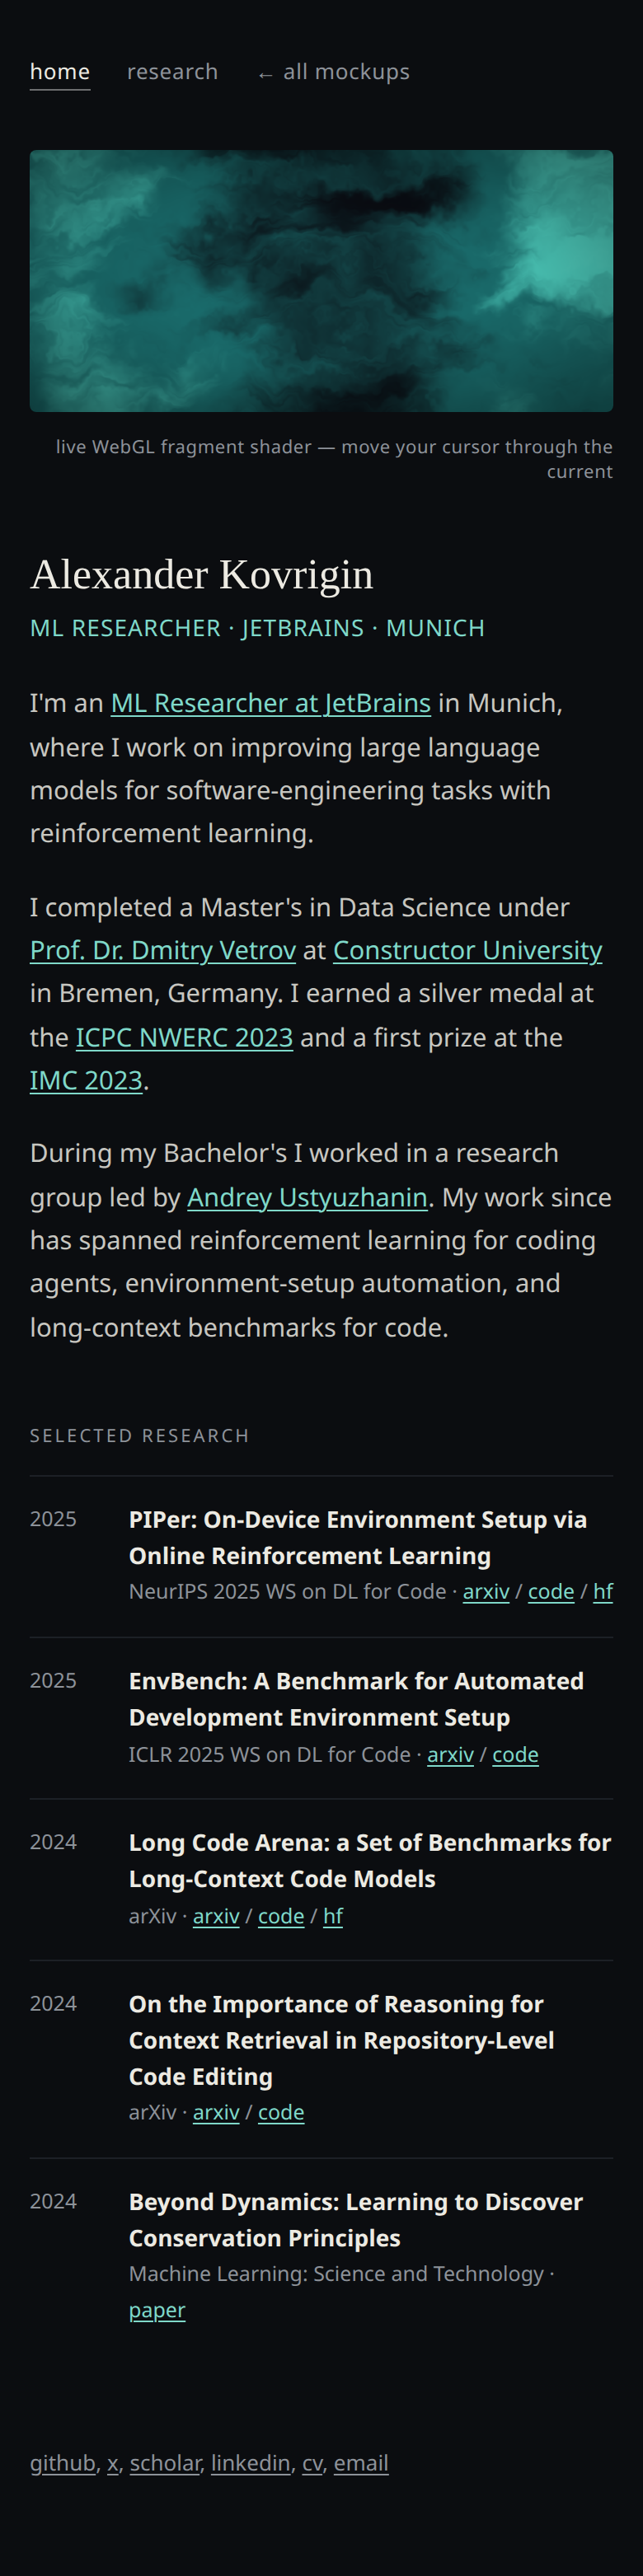 home research ← all mockups
live WebGL fragment shader — move your cursor through the
current
Alexander Kovrigin
ML RESEARCHER · JETBRAINS · MUNICH
I'm an ML Researcher at JetBrains in Munich,
where I work on improving large language
models for software-engineering tasks with
reinforcement learning.
I completed a Master's in Data Science under
Prof. Dr. Dmitry Vetrov at Constructor University
in Bremen, Germany. I earned a silver medal at
the ICPC NWERC 2023 and a first prize at the
IMC 2023.
During my Bachelor's I worked in a research
group led by Andrey Ustyuzhanin. My work since
has spanned reinforcement learning for coding
agents, environment-setup automation, and
long-context benchmarks for code.
SELECTED RESEARCH
2025 PIPer: On-Device Environment Setup via
Online Reinforcement Learning
NeurIPS 2025 WS on DL for Code · arxiv / code / hf
2025 EnvBench: A Benchmark for Automated
Development Environment Setup
ICLR 2025 WS on DL for Code · arxiv / code
2024 Long Code Arena: a Set of Benchmarks for
Long-Context Code Models
arXiv · arxiv / code / hf
2024 On the Importance of Reasoning for
Context Retrieval in Repository-Level
Code Editing
arXiv · arxiv / code
2024 Beyond Dynamics: Learning to Discover
Conservation Principles
Machine Learning: Science and Technology ·
paper
github, x, scholar, linkedin, cv, email